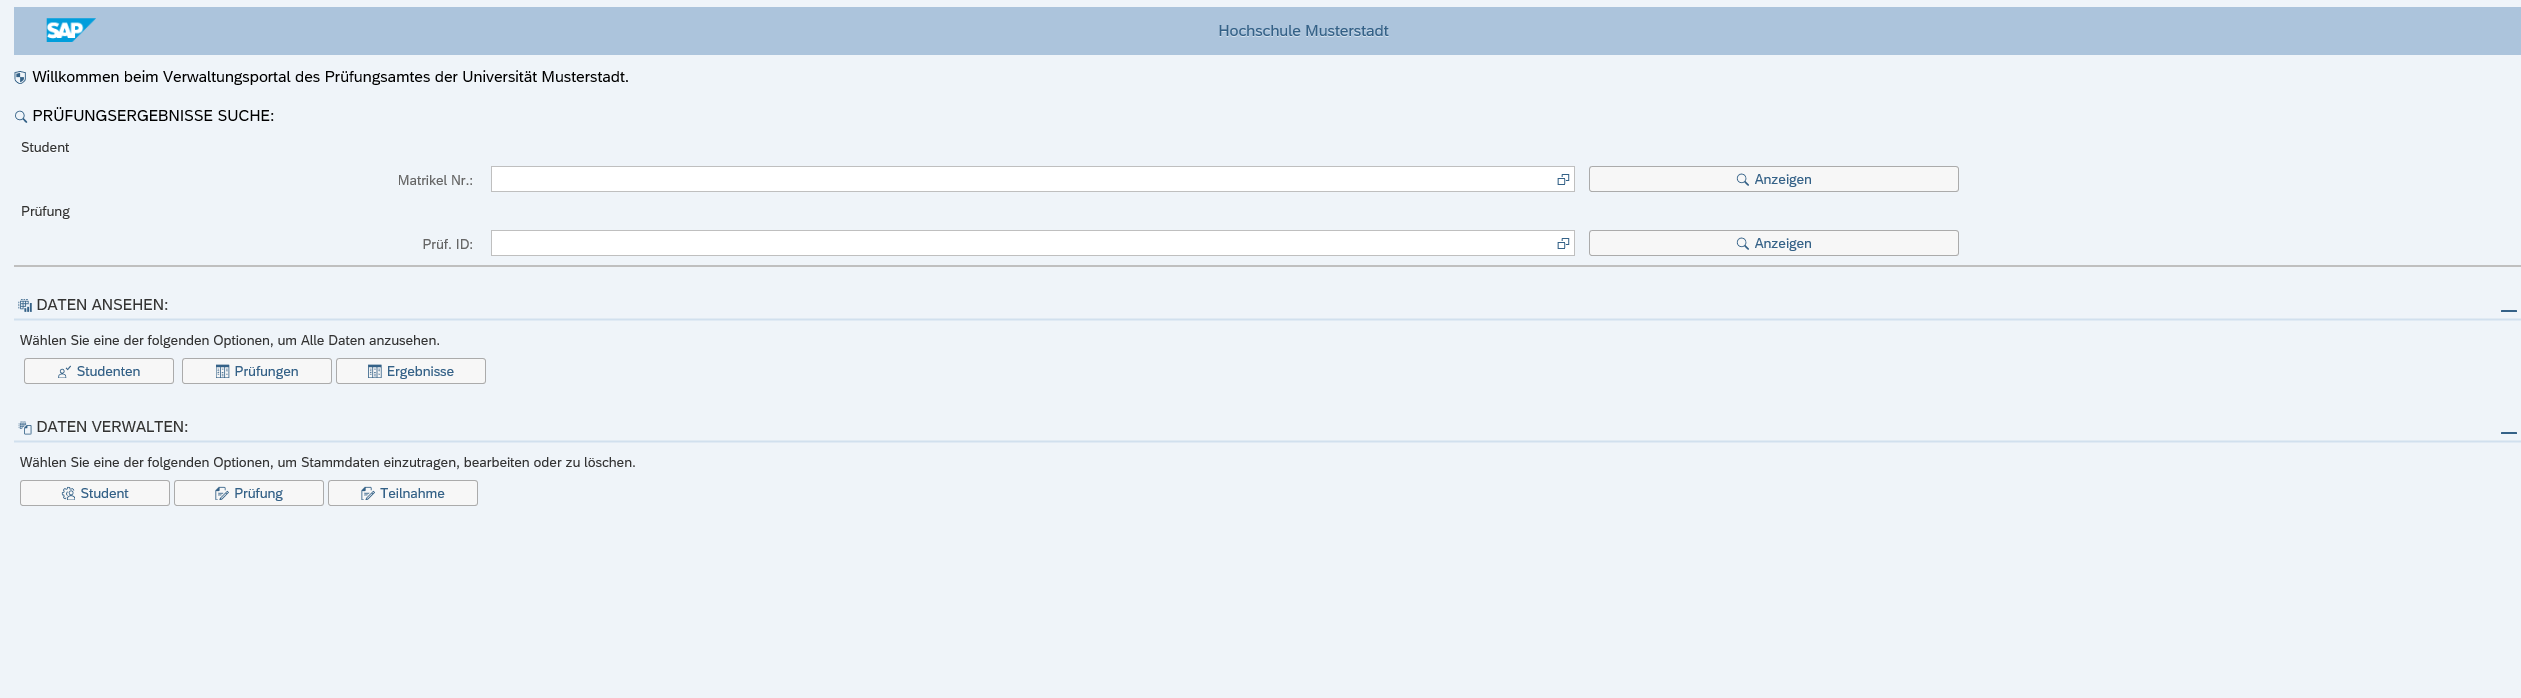 SAP
Hochschule Musterstadt
Willkommen beim Verwaltungsportal des Prüfungsamtes der Universität Musterstadt.
PRÜFUNGSERGEBNISSE SUCHE:
Student
Matrikel Nr.: Anzeigen
Prüfung
Prüf. ID: Anzeigen
DATEN ANSEHEN:
Wählen Sie eine der folgenden Optionen, um Alle Daten anzusehen.
Studenten Prüfungen Ergebnisse
DATEN VERWALTEN:
Wählen Sie eine der folgenden Optionen, um Stammdaten einzutragen, bearbeiten oder zu löschen.
Student Prüfung Teilnahme